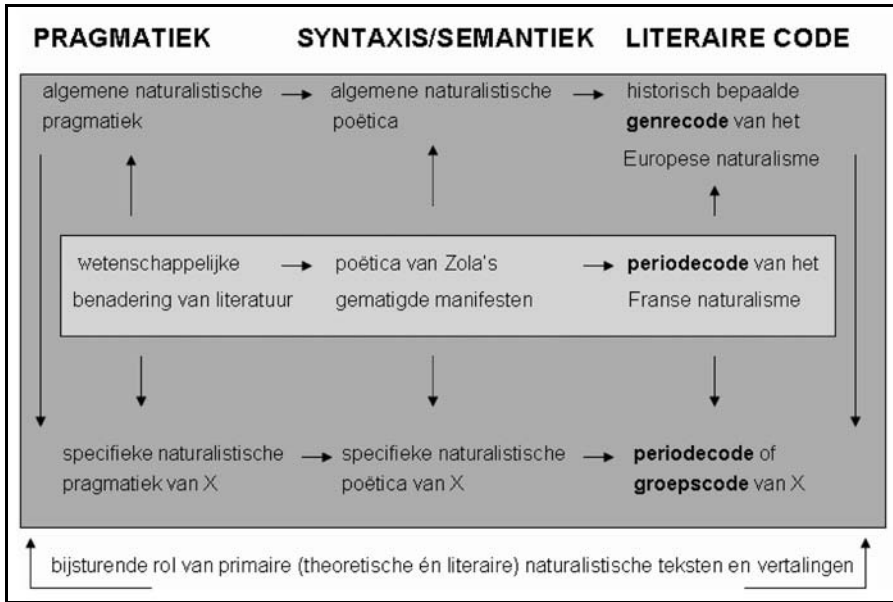 PRAGMATIEK SYNTAXIS/SEMANTIEK LITERAIRE CODE
algemene naturalistische algemene naturalistische historisch bepaalde
pragmatiek poëtica genrecode van het
Europese naturalisme
wetenschappelijke poëtica van Zola's periodecode van het
benadering van literatuur gematigde manifesten Franse naturalisme
specifieke naturalistische specifieke naturalistische periodecode of
pragmatiek van X poëtica van X groepscode van X
bijsturende rol van primaire (theoretische én literaire) naturalistische teksten en vertalingen